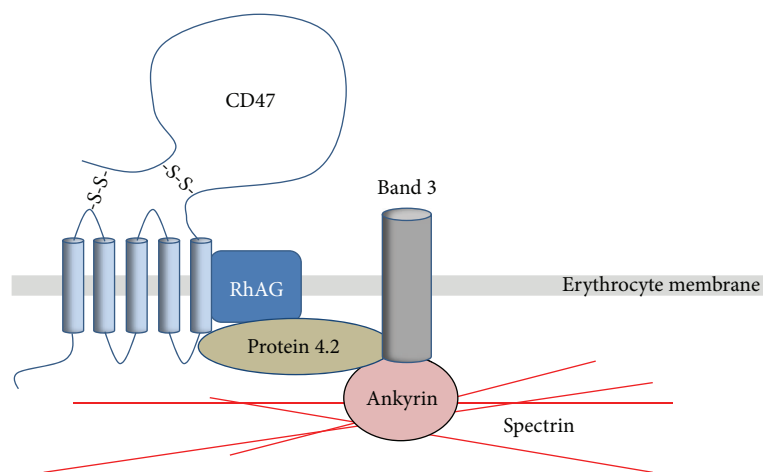 CD47
-S-S-
-S-S-
Band 3
RhAG
Erythrocyte membrane
Protein 4.2
Ankyrin
Spectrin